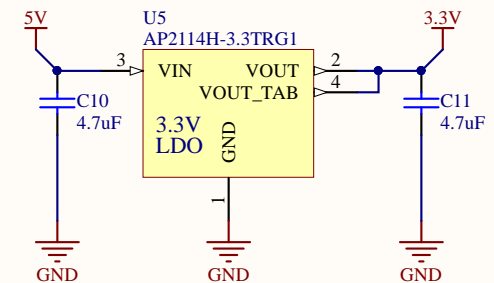 5V
U5
AP2114H-3.3TRG1
3.3V
3
VIN
VOUT
2
VOUT_TAB
4
C10
4.7uF
3.3V
LDO
GND
C11
4.7uF
1
GND
GND
GND